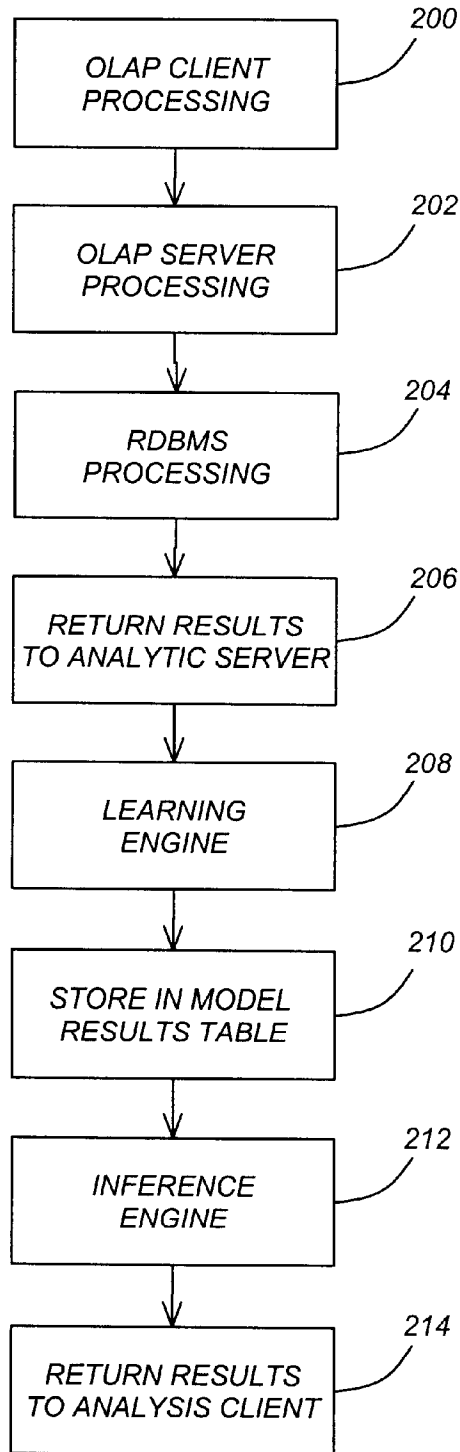 200
OLAP CLIENT
PROCESSING
202
OLAP SERVER
PROCESSING
204
RDBMS
PROCESSING
206
RETURN RESULTS
TO ANALYTIC SERVER
208
LEARNING
ENGINE
210
STORE IN MODEL
RESULTS TABLE
212
INFERENCE
ENGINE
214
RETURN RESULTS
TO ANALYSIS CLIENT